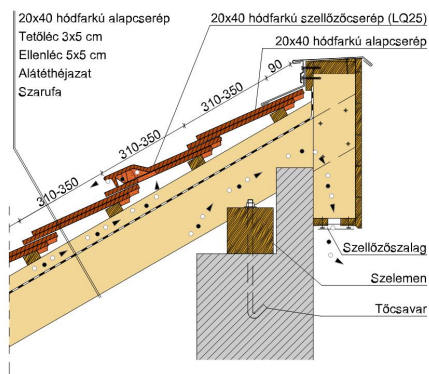 20x40 hódfarkú alapcserép
Tetőléc 3x5 cm
Ellenléc 5x5 cm
Alátéthéjazat
Szarufa
20x40 hódfarkú szellőzőcserép (LQ25)
20x40 hódfarkú alapcserép
90
310-350
310-350
310-350
Szellőzőszalag
Szelemen
Tőcsavar